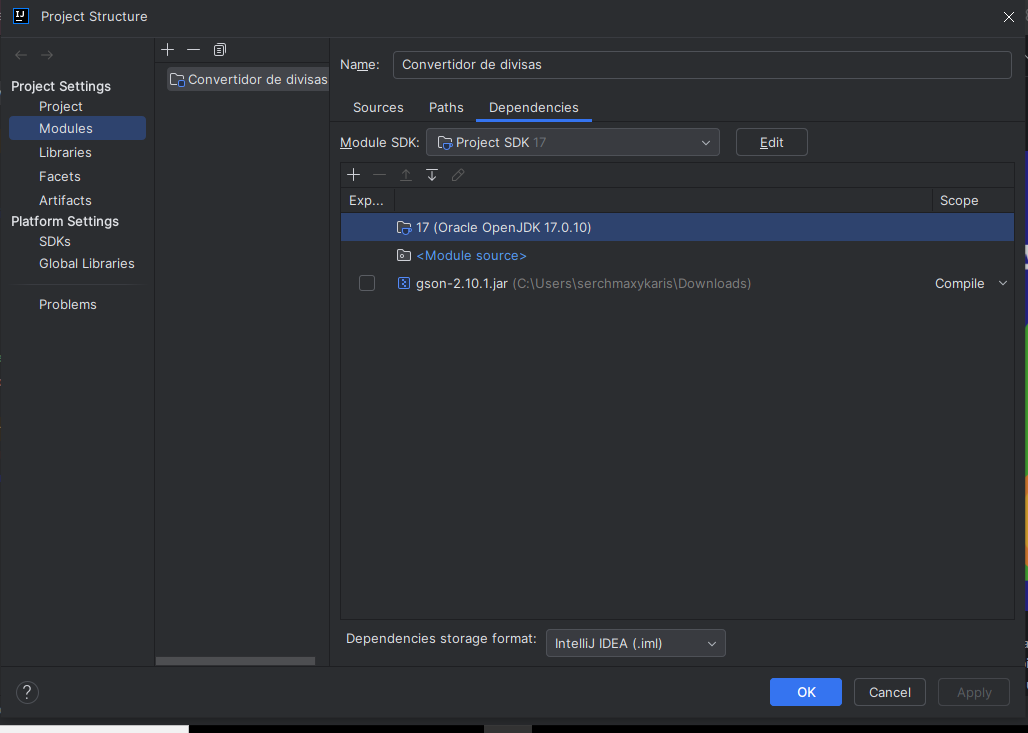 Project Structure
Project Settings
Project
Modules
Libraries
Facets
Artifacts
Platform Settings
SDKs
Global Libraries
Problems
Convertidor de divisas
Name: Convertidor de divisas
Sources Paths Dependencies
Module SDK: Project SDK 17 Edit
Exp... Scope
17 (Oracle OpenJDK 17.0.10)
<Module source>
gson-2.10.1.jar (C:\Users\serchmaxykaris\Downloads) Compile
Dependencies storage format: IntelliJ IDEA (.iml)
? OK Cancel Apply